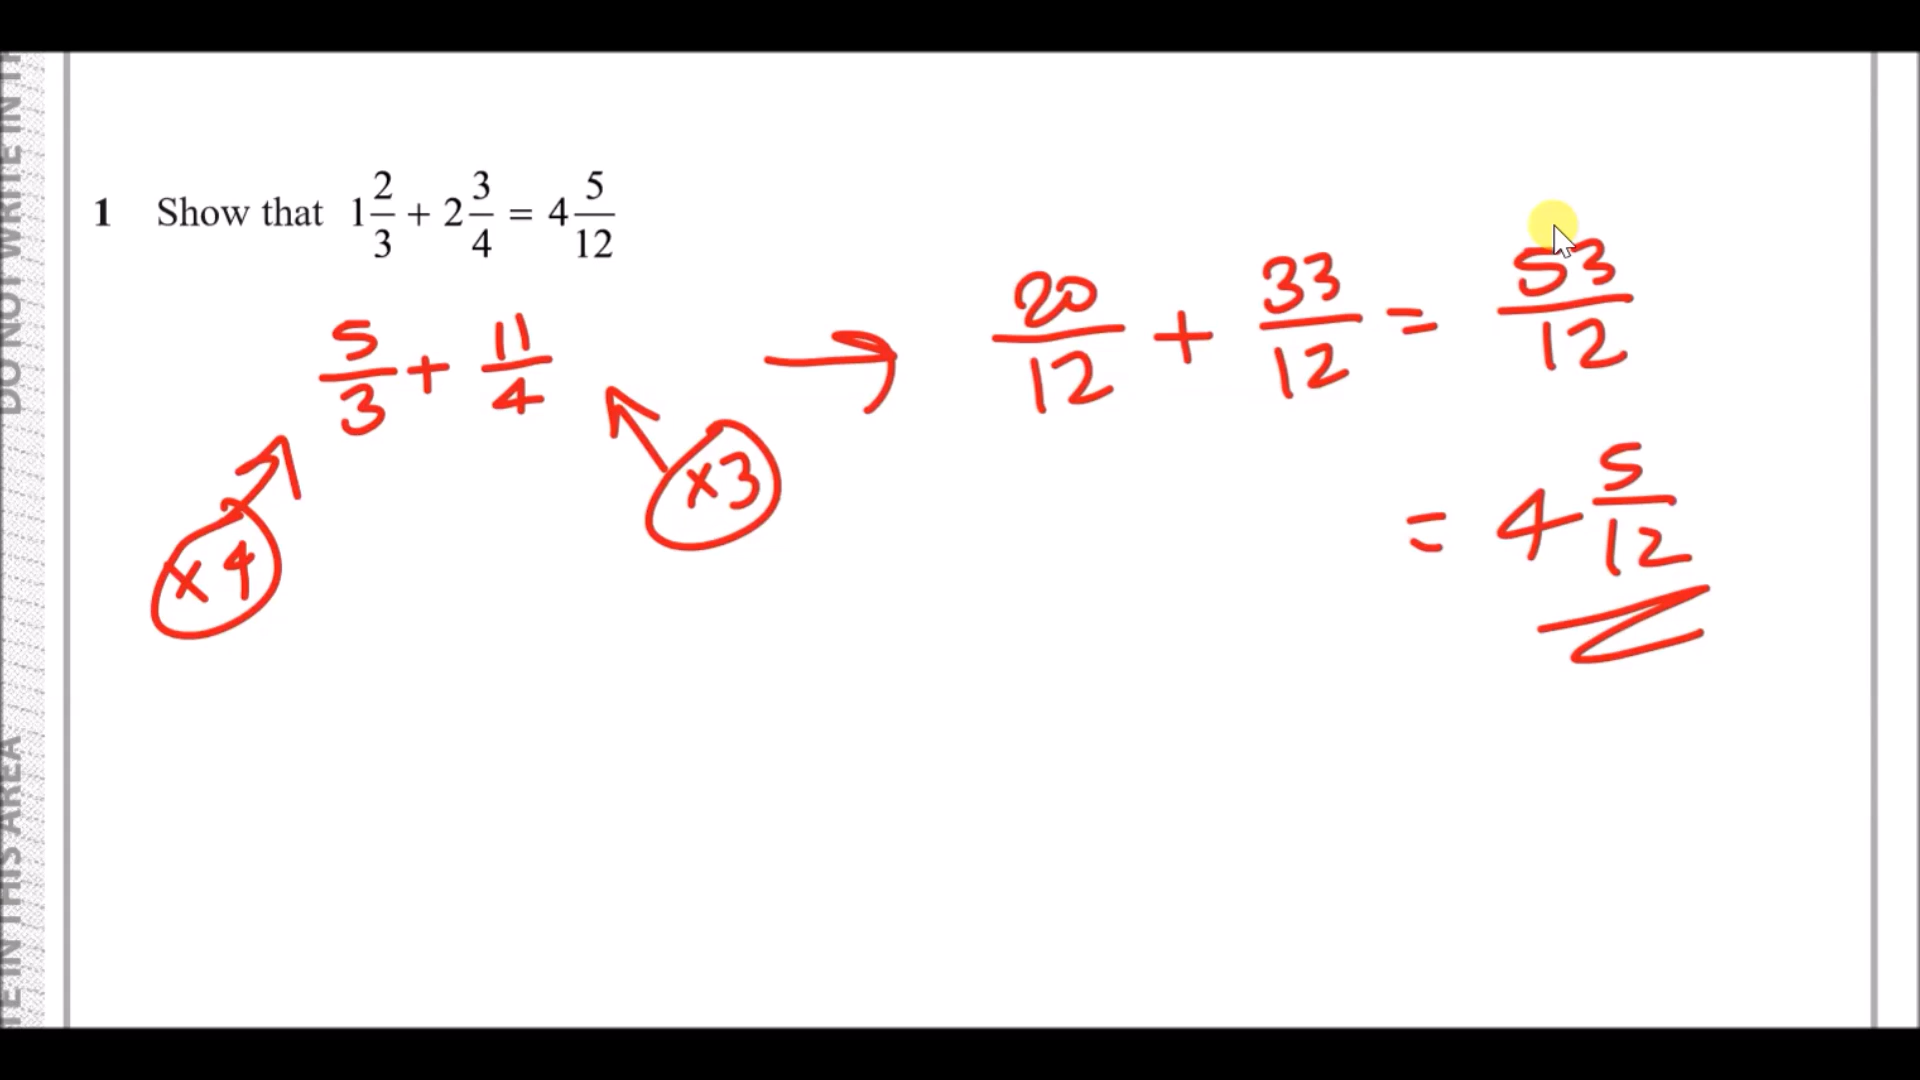 DO NOT WRITE IN TH
TE IN THIS AREA
1 Show that 1 2/3 + 2 3/4 = 4 5/12
5/3 + 11/4 → 20/12 + 33/12 = 53/12
×4 ×3
= 4 5/12